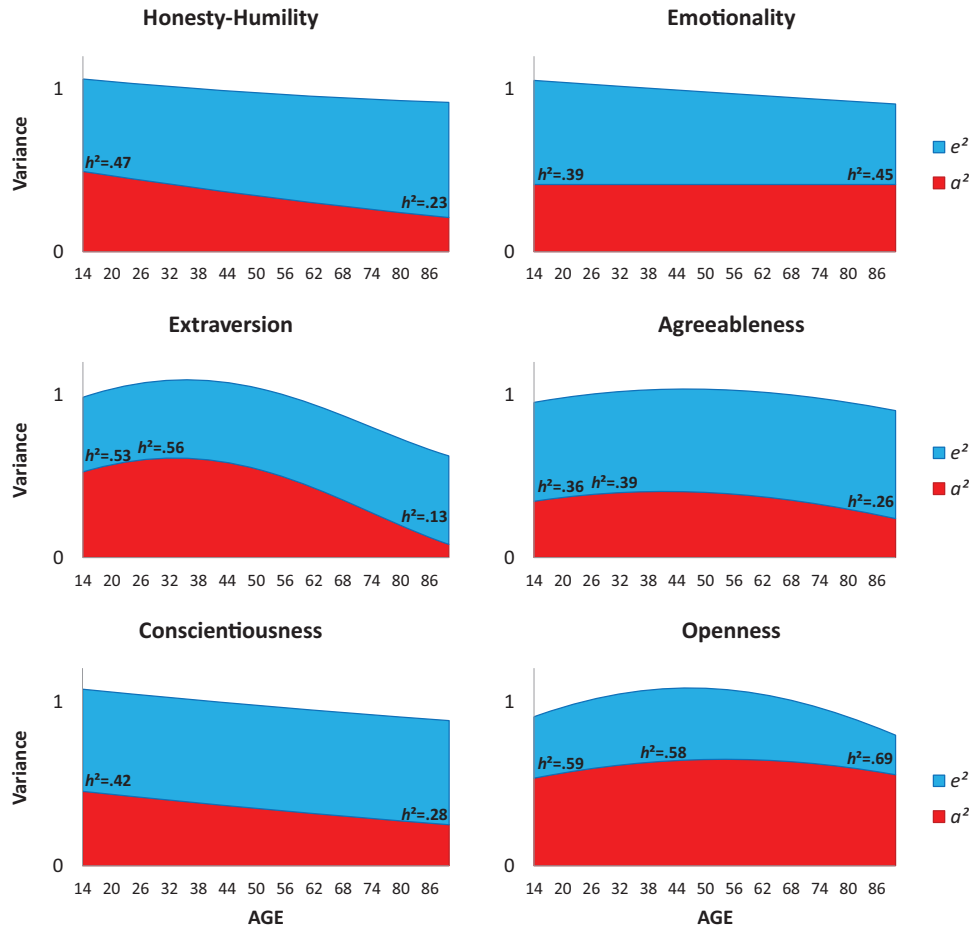 Honesty-Humility
Emotionality
Variance
1
0
h²=.47
h²=.23
14 20 26 32 38 44 50 56 62 68 74 80 86
h²=.39
h²=.45
14 20 26 32 38 44 50 56 62 68 74 80 86
e²
a²
Extraversion
Agreeableness
Variance
1
0
h²=.53
h²=.56
h²=.13
14 20 26 32 38 44 50 56 62 68 74 80 86
1
0
h²=.36
h²=.39
h²=.26
14 20 26 32 38 44 50 56 62 68 74 80 86
e²
a²
Conscientiousness
Openness
Variance
1
0
h²=.42
h²=.28
14 20 26 32 38 44 50 56 62 68 74 80 86
AGE
1
0
h²=.59
h²=.58
h²=.69
14 20 26 32 38 44 50 56 62 68 74 80 86
AGE
e²
a²